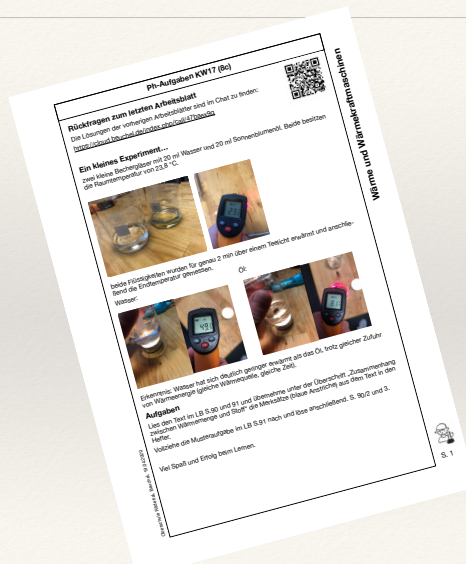 Ph-Aufgaben KW17 (8c)
Rückfragen zum letzten Arbeitsblatt
Die Lösungen der vorherigen Arbeitsblätter sind im Chat zu finden:
Ein kleines Experiment...
zwei kleine Bechergläser mit 20 ml Wasser und 20 ml Sonnenblumenöl. Beide besitzen
die Raumtemperatur von 23,8 °C.
beide Flüssigkeiten wurden für genau 2 min über einem Teelicht erwärmt und anschlie-
ßend die Endtemperatur gemessen.
Wasser:
Öl:
49.1
Erkenntnis: Wasser hat sich deutlich geringer erwärmt als das Öl, trotz gleicher Zufuhr
von Wärmeenergie (gleiche Wärmequelle, gleiche Zeit).
Aufgaben
Lies den Text im LB S.90 und 91 und übernehme unter der Überschrift „Zusammenhang
zwischen Wärmemenge und Stoff" die Merksätze (blaue Anstriche) aus dem Text in den
Hefter.
Vollziehe die Musteraufgabe im LB S.91 nach und löse anschließend. S. 90/2 und 3.
Viel Spaß und Erfolg beim Lernen.
Wärme und Wärmekraftmaschinen
S. 1